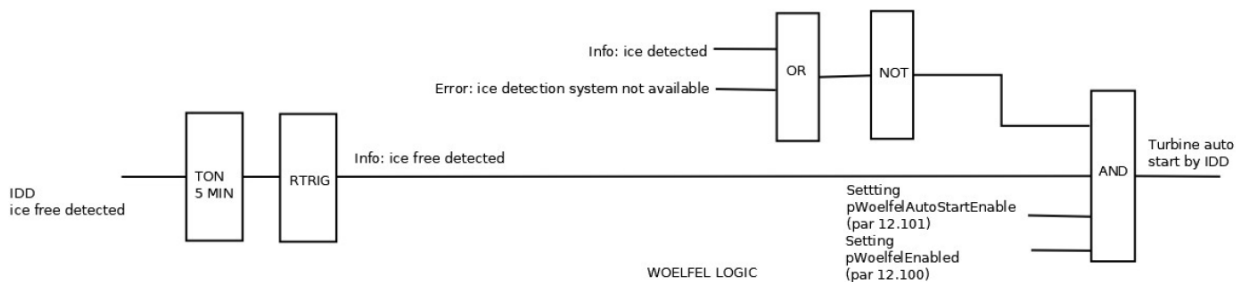 Info: ice detected
OR
NOT
Error: ice detection system not available
Turbine auto
start by IDD
Info: ice free detected
TON
5 MIN
RTRIG
AND
IDD
ice free detected
Settting
pWoelfelAutoStartEnable
(par 12.101)
Setting
pWoelfelEnabled
(par 12.100)
WOELFEL LOGIC